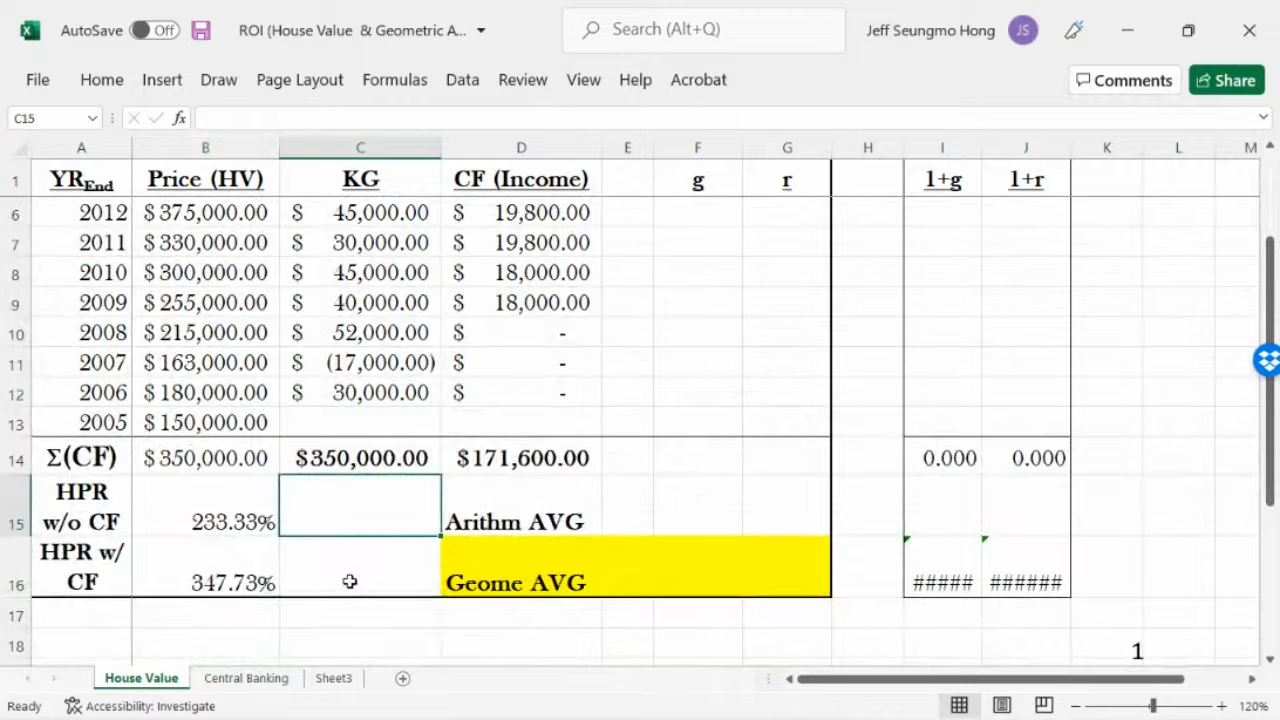 AutoSave Off ROI (House Value & Geometric A... Search (Alt+Q) Jeff Seungmo Hong JS
File Home Insert Draw Page Layout Formulas Data Review View Help Acrobat Comments Share
C15 fx
A B C D E F G H I J K L M
1 YREnd Price (HV) KG CF (Income) g r 1+g 1+r
6 2012 $ 375,000.00 $ 45,000.00 $ 19,800.00
7 2011 $ 330,000.00 $ 30,000.00 $ 19,800.00
8 2010 $ 300,000.00 $ 45,000.00 $ 18,000.00
9 2009 $ 255,000.00 $ 40,000.00 $ 18,000.00
10 2008 $ 215,000.00 $ 52,000.00 $ -
11 2007 $ 163,000.00 $ (17,000.00) $ -
12 2006 $ 180,000.00 $ 30,000.00 $ -
13 2005 $ 150,000.00
14 Σ(CF) $ 350,000.00 $350,000.00 $171,600.00 0.000 0.000
HPR
15 w/o CF 233.33% Arithm AVG
HPR w/
16 CF 347.73% Geome AVG ##### ######
17
18 1
House Value Central Banking Sheet3
Ready Accessibility: Investigate 120%